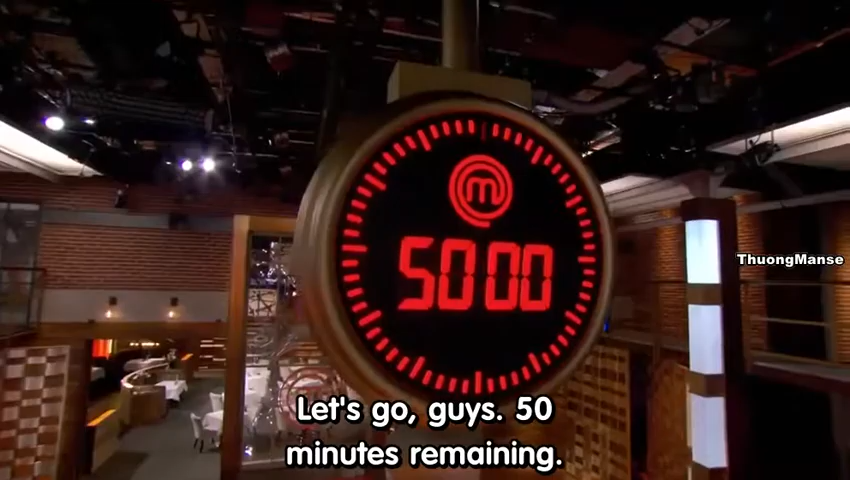 m
50 00
ThuongManse
Let's go, guys. 50
minutes remaining.